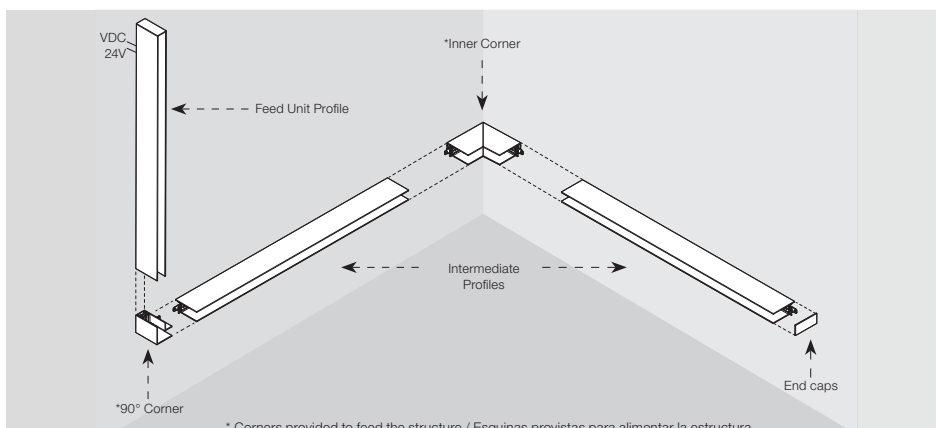 VDC
24V
*Inner Corner
Feed Unit Profile
Intermediate
Profiles
End caps
*90° Corner
* Corners provided to feed the structure / Esquinas previstas para alimentar la estructura